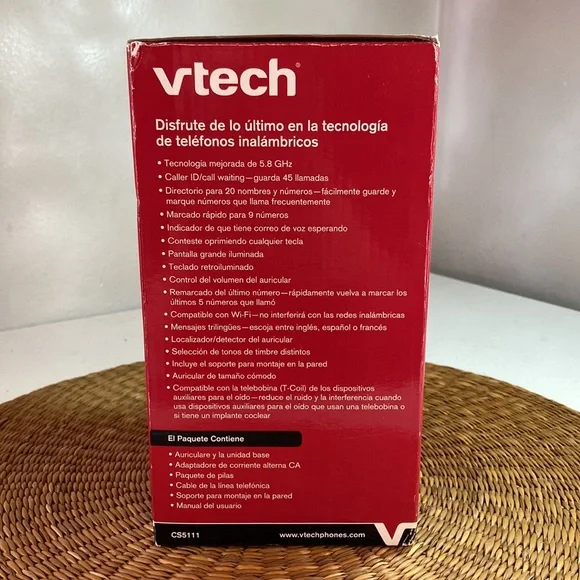 vtech®
Disfrute de lo último en la tecnología
de teléfonos inalámbricos
• Tecnologia mejorada de 5.8 GHz
• Caller ID/call waiting—guarda 45 llamadas
• Directorio para 20 nombres y números—fácilmente guarde y
marque números que llama frecuentemente
• Marcado rápido para 9 números
• Indicador de que tiene correo de voz esperando
• Conteste oprimiendo cualquier tecla
• Pantalla grande iluminada
• Teclado retroiluminado
• Control del volumen del auricular
• Remarcado del último número—rápidamente vuelva a marcar los
últimos 5 números que llamó
• Compatible con Wi-Fi—no interferirá con las redes inalámbricas
• Mensajes trilingües—escoja entre inglés, español o francés
• Localizador/detector del auricular
• Selección de tonos de timbre distintos
• Incluye el soporte para montaje en la pared
• Auricular de tamaño cómodo
• Compatible con la telebobina (T-Coil) de los dispositivos
auxiliares para el oído—reduce el ruido y la interferencia cuando
usa dispositivos auxiliares para el oido que usan una telebobina o
si tiene un implante coclear
El Paquete Contiene
• Auriculare y la unidad base
• Adaptadore de corriente alterna CA
• Paquete de pilas
• Cable de la línea telefónica
• Soporte para montaje en la pared
• Manual del usuario
CS5111 www.vtechphones.com